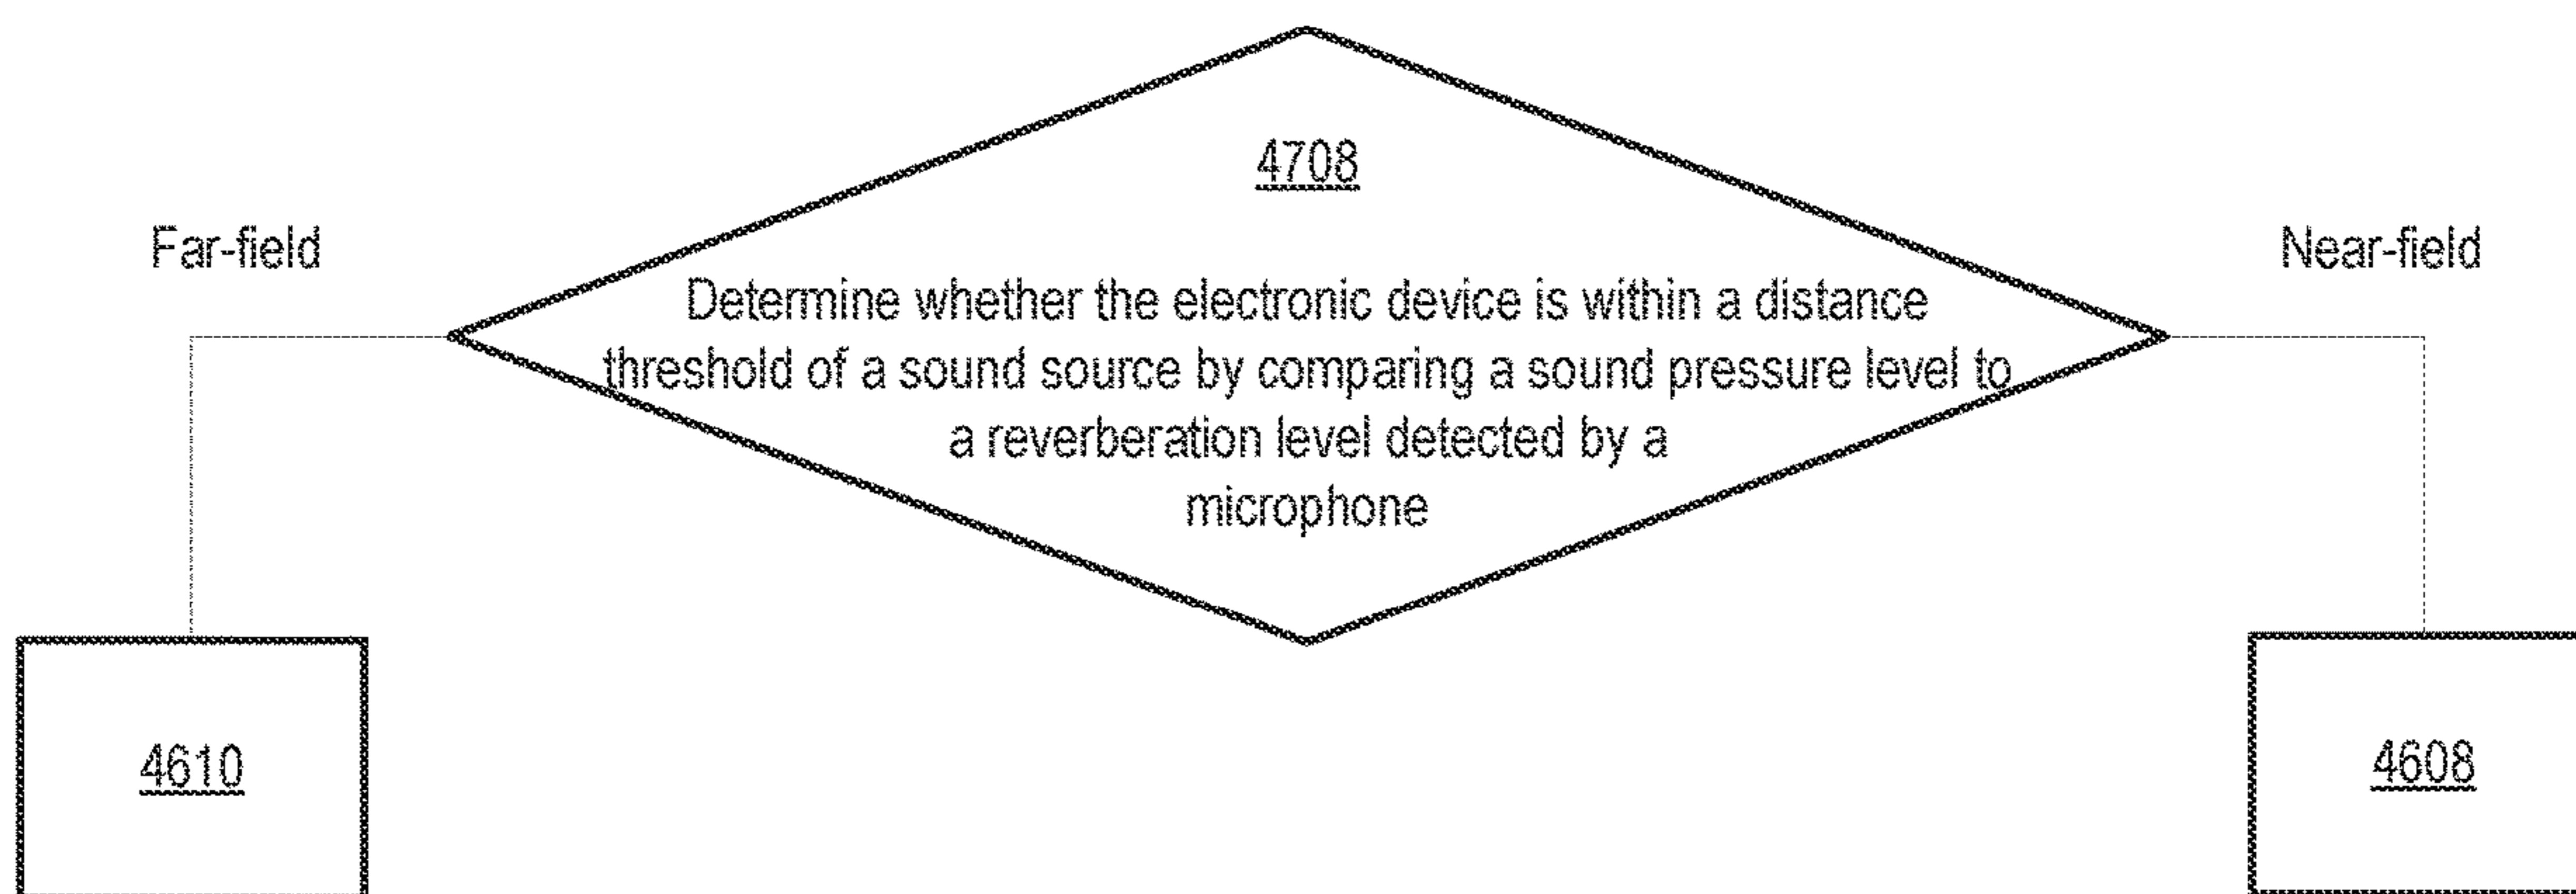 4708
Far-field
Near-field
Determine whether the electronic device is within a distance
threshold of a sound source by comparing a sound pressure level to
a reverberation level detected by a
microphone
4610
4608